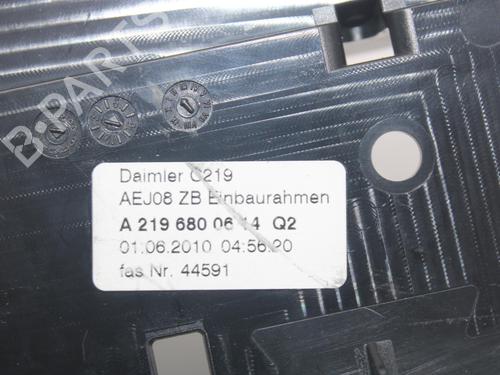 B-PARTS
Daimler C219
AEJ08 ZB Einbaurahmen
A 219 680 06 14 Q2
01.06.2010 04:56:20
fas Nr. 44591